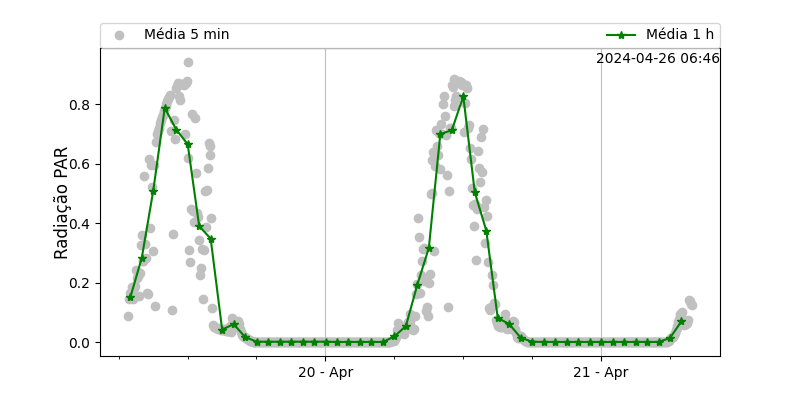 Média 5 min
Média 1 h
2024-04-26 06:46
Radiação PAR
0.8
0.6
0.4
0.2
0.0
20 - Apr
21 - Apr